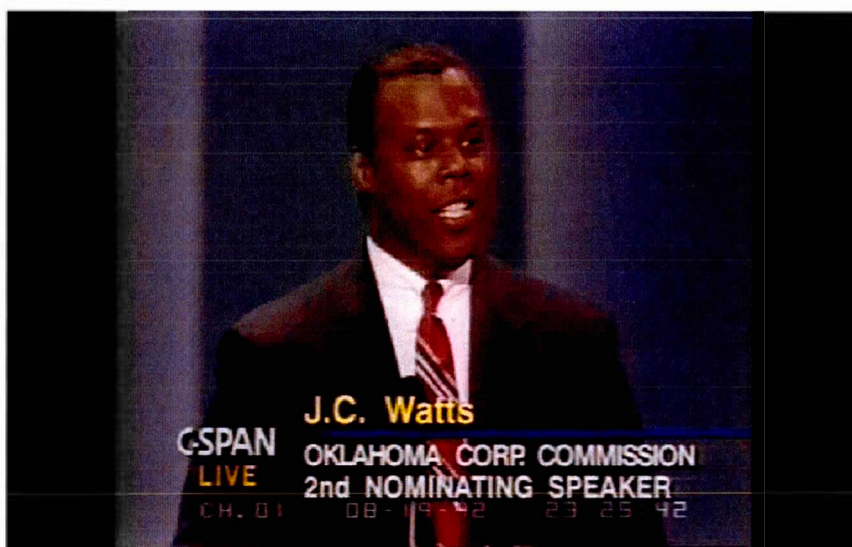 J.C. Watts
C-SPAN
LIVE
OKLAHOMA CORP. COMMISSION
2nd NOMINATING SPEAKER
CH. 01 08-19-92 23 25 42